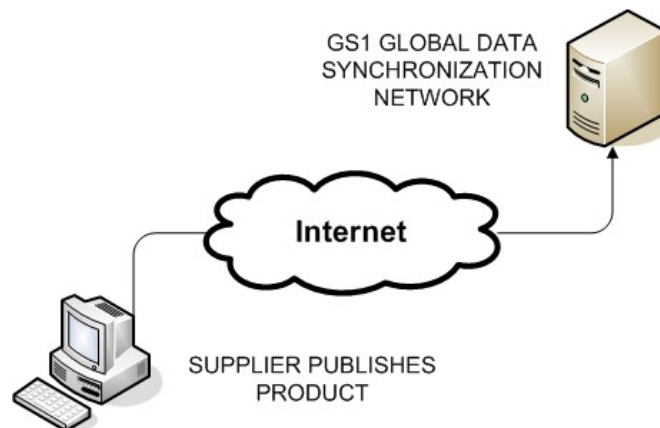 GS1 GLOBAL DATA
SYNCHRONIZATION
NETWORK
Internet
SUPPLIER PUBLISHES
PRODUCT